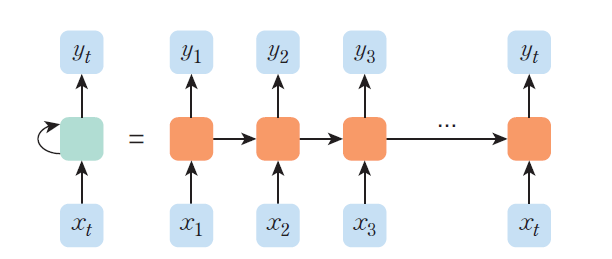 y_t y_1 y_2 y_3 y_t
= ...
x_t x_1 x_2 x_3 x_t